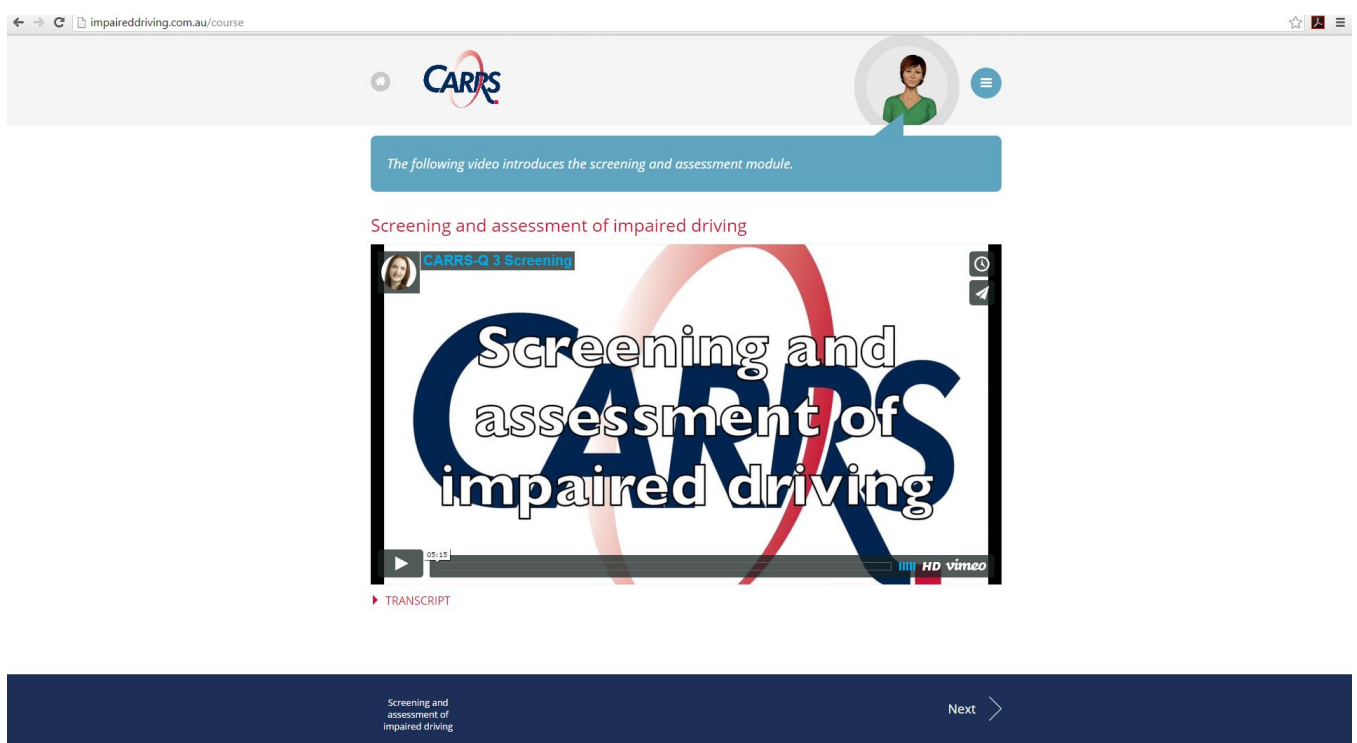 impaireddriving.com.au/course
CARRS
The following video introduces the screening and assessment module.
Screening and assessment of impaired driving
CARRS-Q 3 Screening
CARRS
Screening and
assessment of
impaired driving
05:15
HD vimeo
TRANSCRIPT
Screening and
assessment of
impaired driving
Next